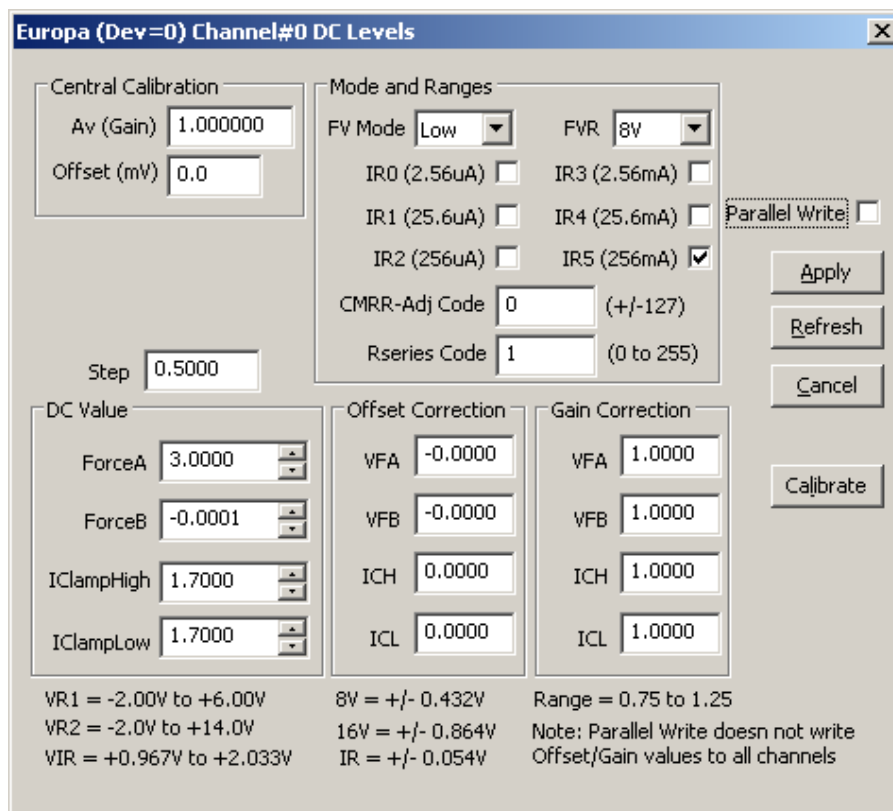 Europa (Dev=0) Channel#0 DC Levels
Central Calibration
Av (Gain) 1.000000
Offset (mV) 0.0
Mode and Ranges
FV Mode Low FVR 8V
IR0 (2.56uA) IR3 (2.56mA)
IR1 (25.6uA) IR4 (25.6mA)
IR2 (256uA) IR5 (256mA)
CMRR-Adj Code 0 (+/-127)
Rseries Code 1 (0 to 255)
Parallel Write
Apply
Refresh
Cancel
Calibrate
Step 0.5000
DC Value
ForceA 3.0000
ForceB -0.0001
IClampHigh 1.7000
IClampLow 1.7000
Offset Correction
VFA -0.0000
VFB -0.0000
ICH 0.0000
ICL 0.0000
Gain Correction
VFA 1.0000
VFB 1.0000
ICH 1.0000
ICL 1.0000
VR1 = -2.00V to +6.00V
VR2 = -2.0V to +14.0V
VIR = +0.967V to +2.033V
8V = +/- 0.432V
16V = +/- 0.864V
IR = +/- 0.054V
Range = 0.75 to 1.25
Note: Parallel Write doesn not write
Offset/Gain values to all channels